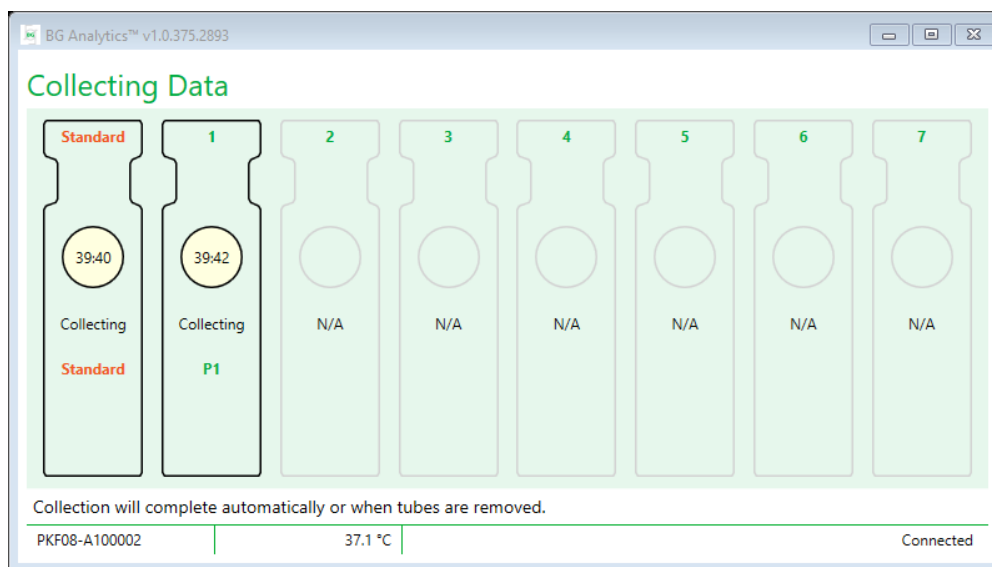 BG Analytics™ v1.0.375.2893
Collecting Data
Standard 1 2 3 4 5 6 7
39:40 39:42
Collecting Collecting N/A N/A N/A N/A N/A N/A
Standard P1
Collection will complete automatically or when tubes are removed.
PKF08-A100002 37.1 °C Connected